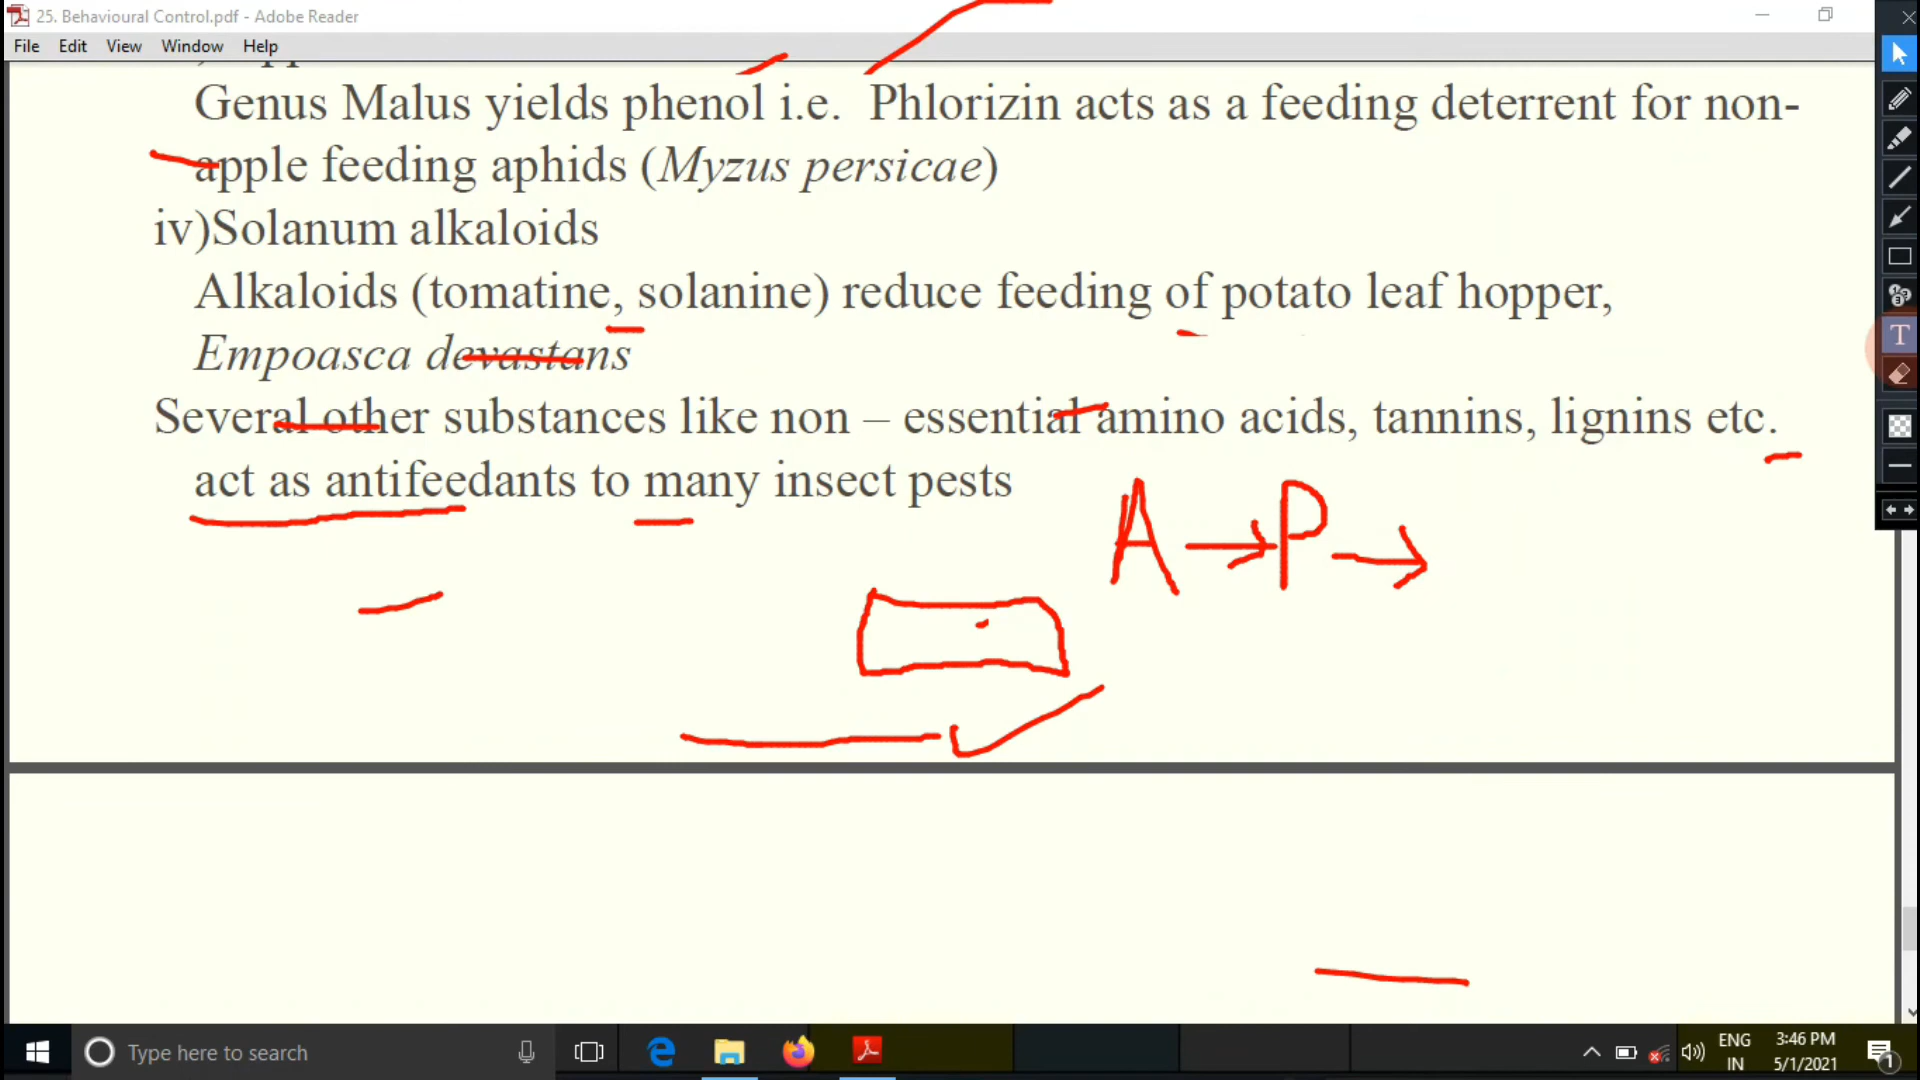 25. Behavioural Control.pdf - Adobe Reader
File Edit View Window Help
Genus Malus yields phenol i.e. Phlorizin acts as a feeding deterrent for non-
apple feeding aphids (Myzus persicae)
iv)Solanum alkaloids
Alkaloids (tomatine, solanine) reduce feeding of potato leaf hopper,
Empoasca devastans
Several other substances like non – essential amino acids, tannins, lignins etc.
act as antifeedants to many insect pests
A → P →
T
Type here to search
ENG
IN
3:46 PM
5/1/2021
1